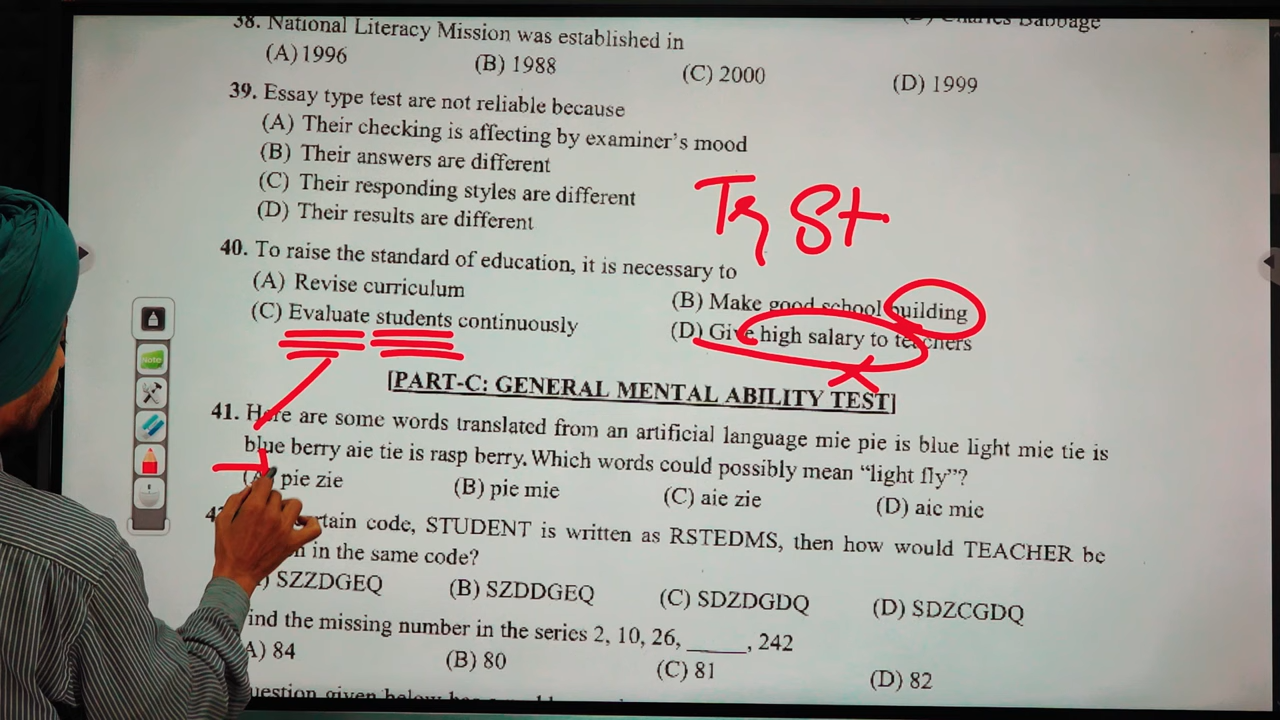 38. National Literacy Mission was established in
(A) 1996 (B) 1988 (C) 2000 (D) 1999
39. Essay type test are not reliable because
(A) Their checking is affecting by examiner's mood
(B) Their answers are different
(C) Their responding styles are different
(D) Their results are different
St
40. To raise the standard of education, it is necessary to
(A) Revise curriculum (B) Make good school building
(C) Evaluate students continuously (D) Give high salary to teachers
[PART-C: GENERAL MENTAL ABILITY TEST]
41. Here are some words translated from an artificial language mie pie is blue light mie tie is
blue berry aie tie is rasp berry. Which words could possibly mean "light fly"?
(A) pie zie (B) pie mie (C) aie zie (D) aie mie
certain code, STUDENT is written as RSTEDMS, then how would TEACHER be
in the same code?
SZZDGEQ (B) SZDDGEQ (C) SDZDGDQ (D) SDZCGDQ
ind the missing number in the series 2, 10, 26, _____, 242
A) 84 (B) 80 (C) 81 (D) 82
Note